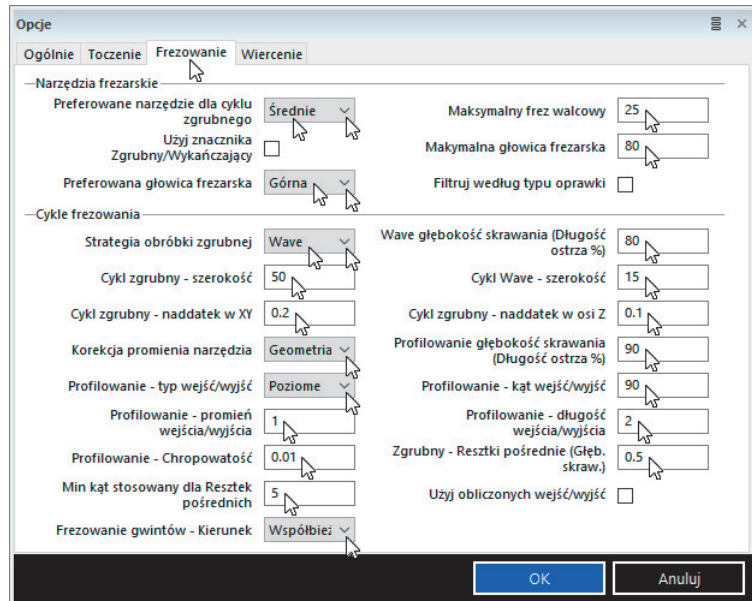 Opcje
Ogólnie Toczenie Frezowanie Wiercenie
Narzędzia frezarskie
Preferowane narzędzie dla cyklu
zgrubnego
Średnie
Maksymalny frez walcowy
25
Użyj znacznika
Zgrubny/Wykańczający
Makymalna głowica frezarska
80
Preferowana głowica frezarska
Górna
Filtruj według typu oprawki
Cykle frezowania
Strategia obróbki zgrubnej
Wave
Wave głębokość skrawania (Długość
ostrza %)
80
Cykl zgrubny - szerokość
50
Cykl Wave - szerokość
15
Cykl zgrubny - naddatek w XY
0.2
Cykl zgrubny - naddatek w osi Z
0.1
Korekcja promienia narzędzia
Geometria
Profilowanie głębokość skrawania
(Długość ostrza %)
90
Profilowanie - typ wejść/wyjść
Poziome
Profilowanie - kąt wejść/wyjść
90
Profilowanie - promień
wejścia/wyjścia
1
Profilowanie - długość
wejścia/wyjścia
2
Profilowanie - Chropowatość
0.01
Zgrubny - Resztki pośrednie (Głęb.
skraw.)
0.5
Min kąt stosowany dla Resztek
pośrednich
5
Użyj obliczonych wejść/wyjść
Frezowanie gwintów - Kierunek
Współbież
OK
Anuluj